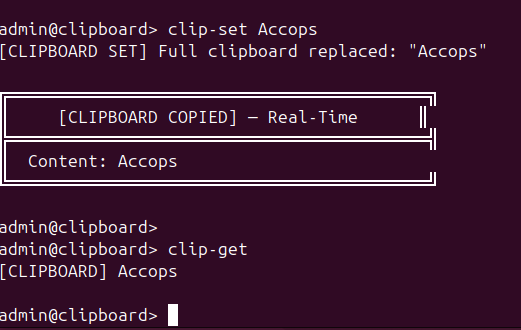 admin@clipboard> clip-set Accops
[CLIPBOARD SET] Full clipboard replaced: "Accops"
[CLIPBOARD COPIED] — Real-Time
Content: Accops
admin@clipboard>
admin@clipboard> clip-get
[CLIPBOARD] Accops
admin@clipboard>